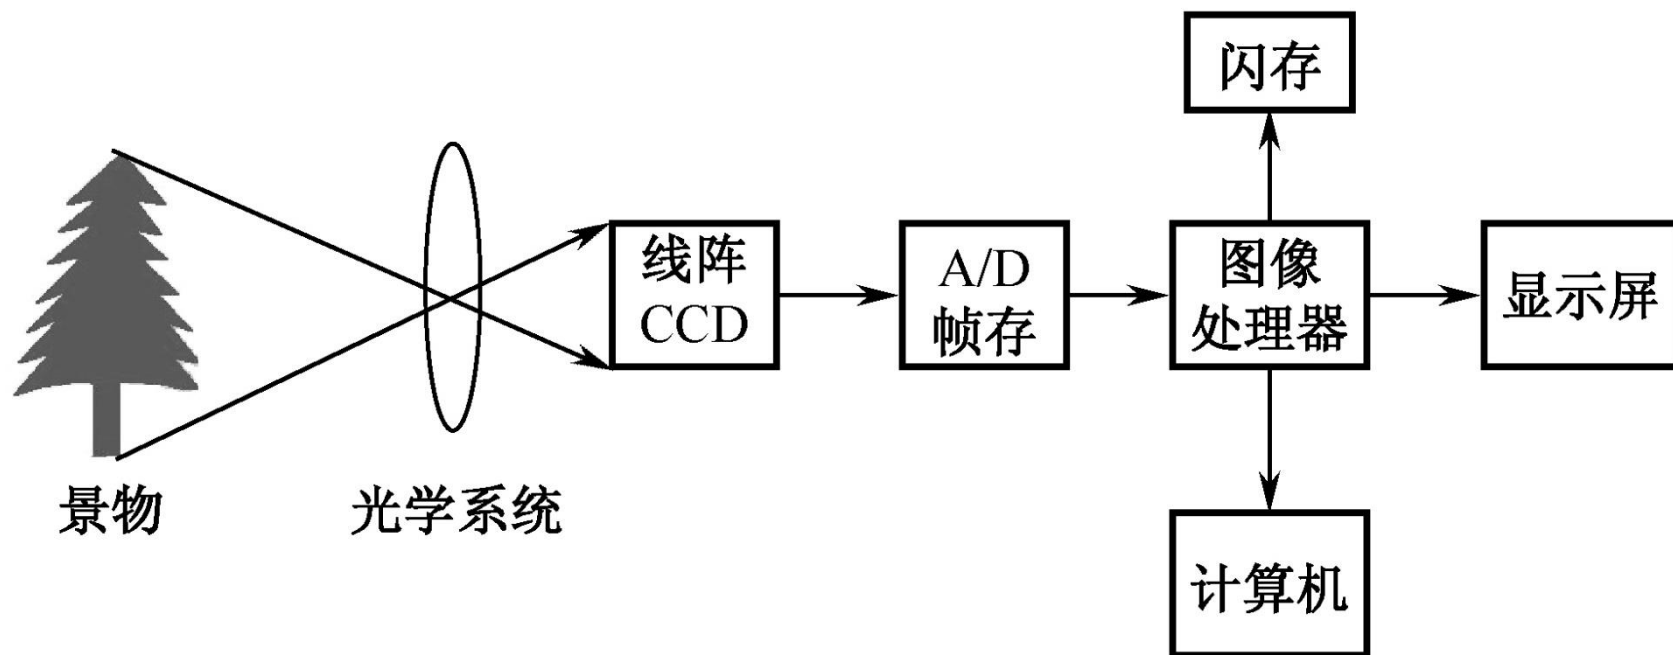 闪存
线阵
CCD
A/D
帧存
图像
处理器
显示屏
景物
光学系统
计算机